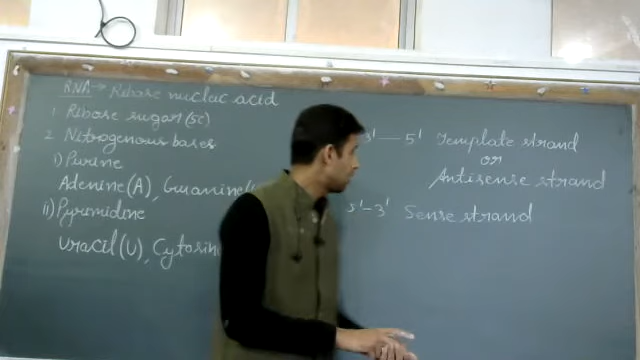 RNA → Ribose nucleic acid
1. Ribose sugar (5C)
2. Nitrogenous bases
i) Purine
Adenine (A), Guanine
ii) Pyremidine
Uracil (U), Cytosin
3' — 5' Template strand
or
Antisense strand
5' - 3' Sense strand